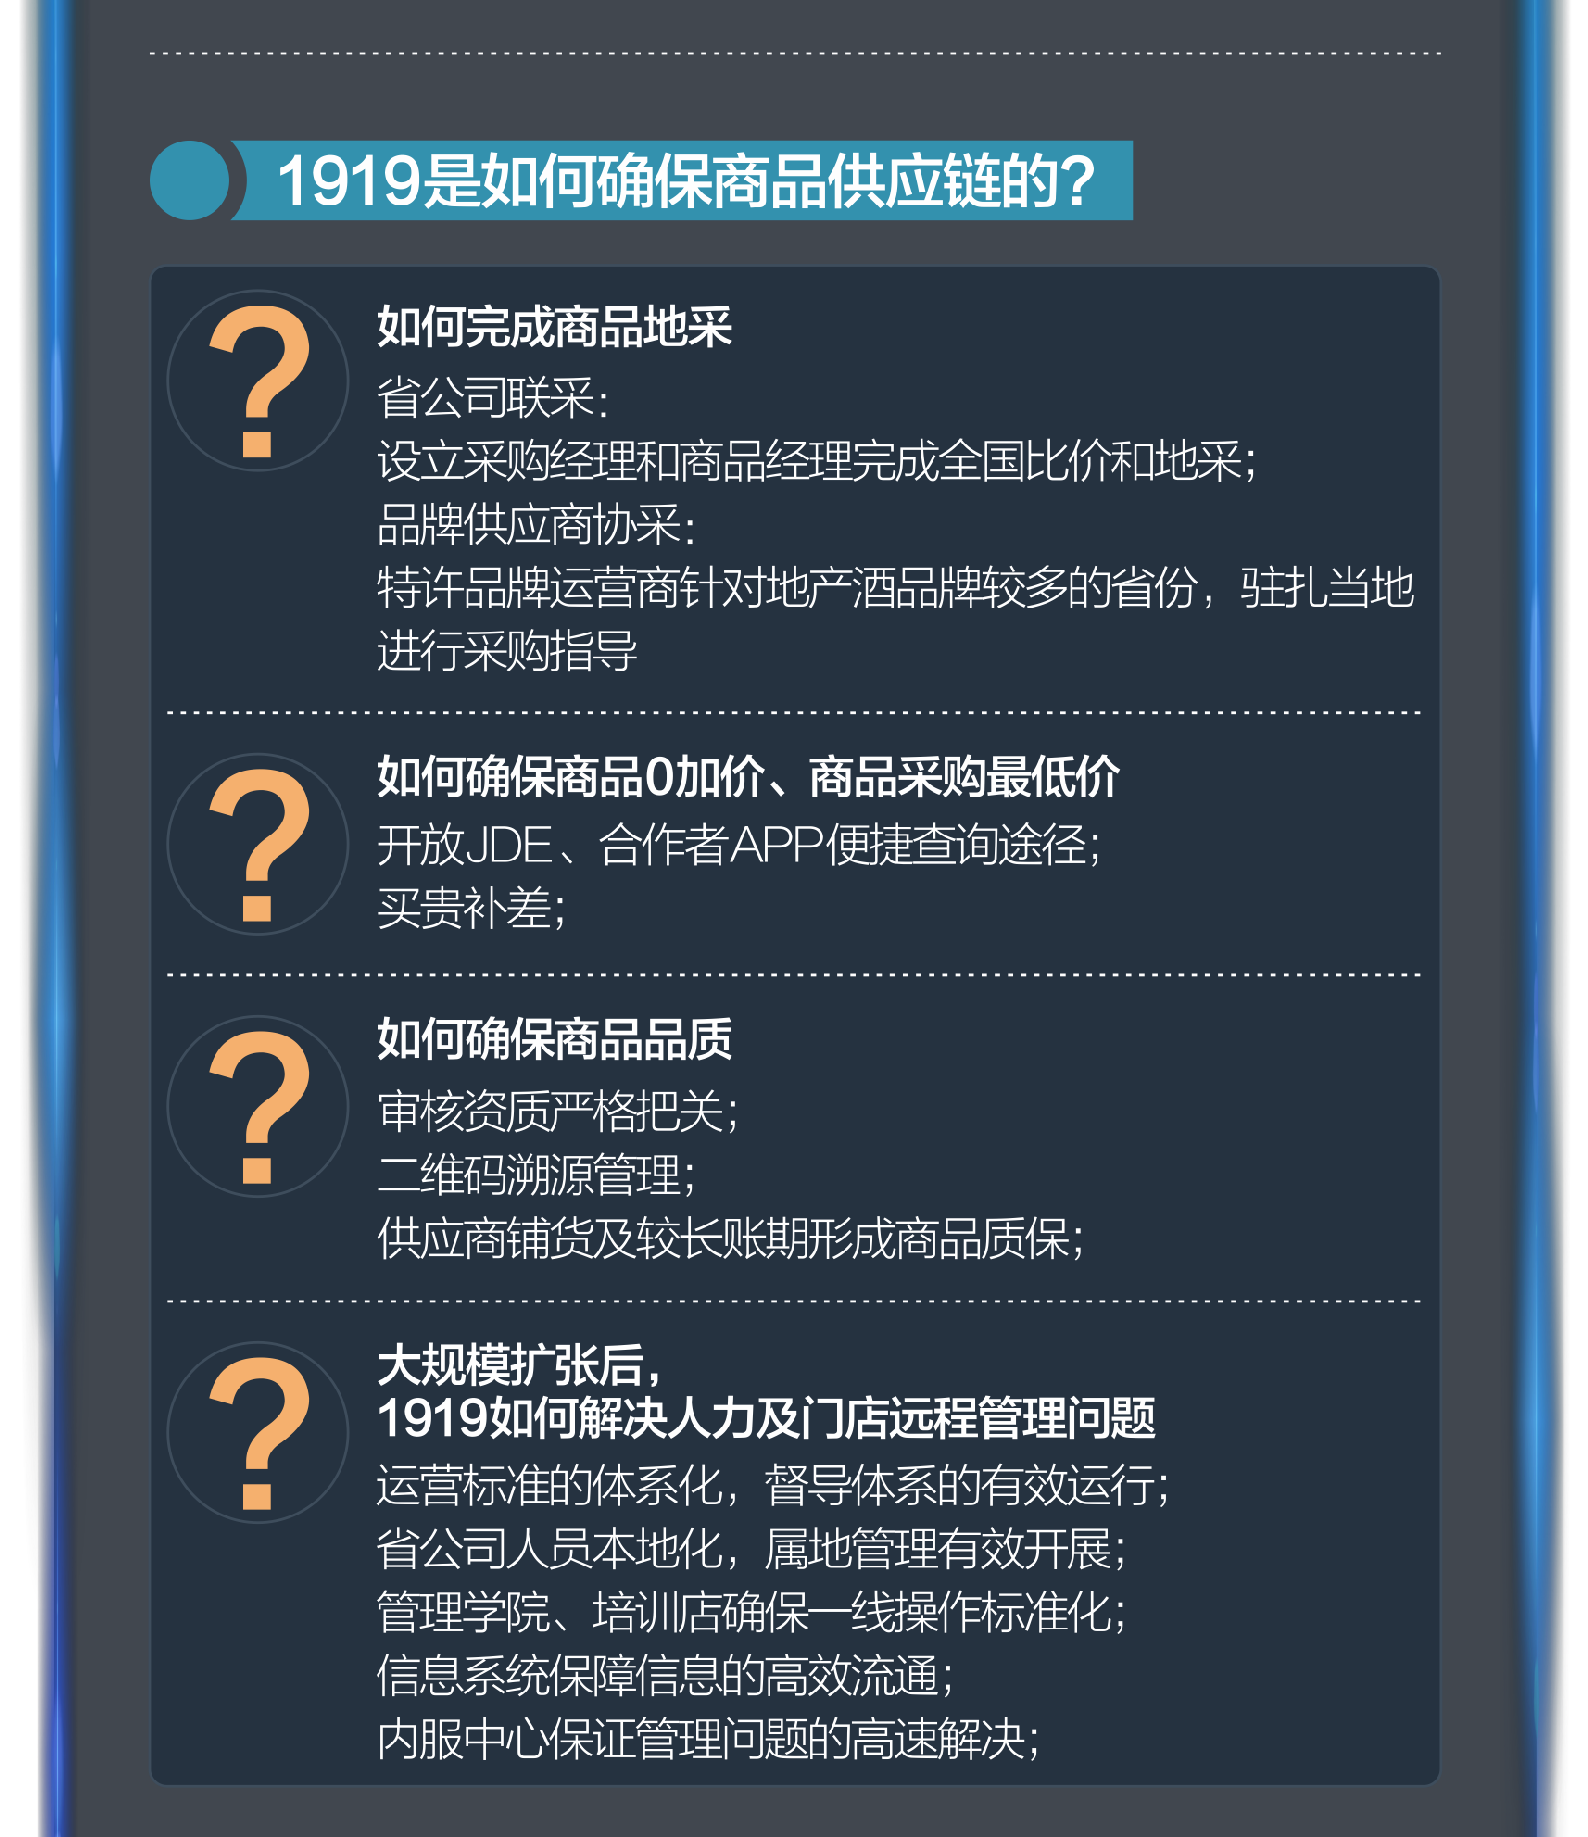 1919是如何确保商品供应链的?
如何完成商品地采
省公司联采:
设立采购经理和商品经理完成全国比价和地采;
品牌供应商协采:
特许品牌运营商针对地产酒品牌较多的省份，驻扎当地
进行采购指导
如何确保商品0加价、商品采购最低价
开放JDE、合作者APP便捷查询途径;
买贵补差;
如何确保商品品质
审核资质严格把关;
二维码溯源管理;
供应商铺货及较长账期形成商品质保;
大规模扩张后,
1919如何解决人力及门店远程管理问题
运营标准的体系化，督导体系的有效运行;
省公司人员本地化，属地管理有效开展;
管理学院、培训店确保一线操作标准化;
信息系统保障信息的高效流通;
内服中心保证管理问题的高速解决;